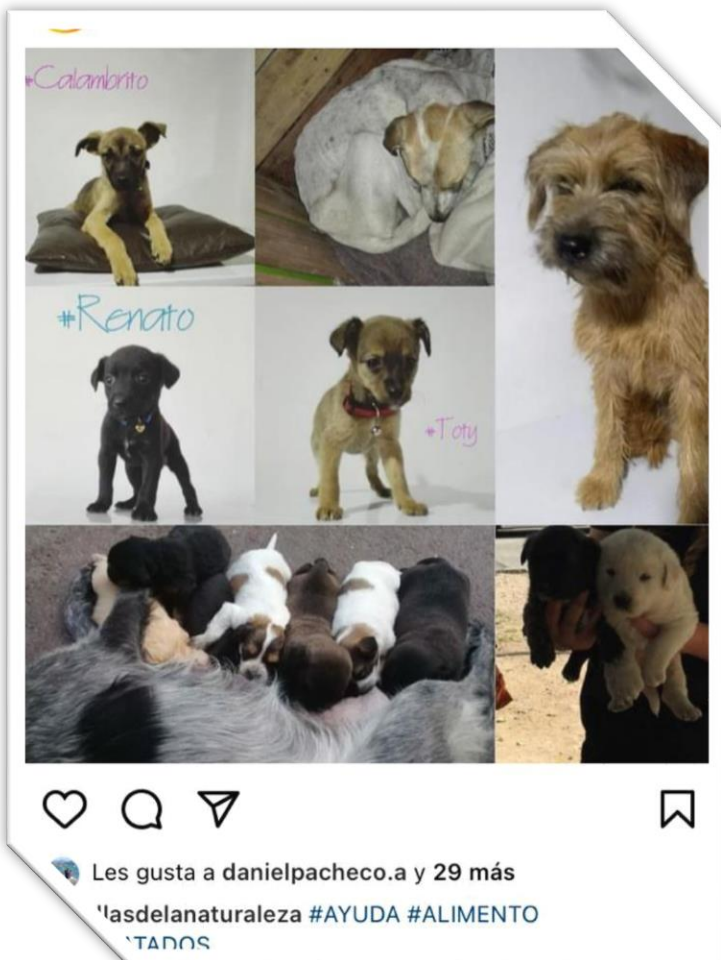 #Calambrito
#Renato
#Toty
Les gusta a danielpacheco.a y 29 más
#AYUDA #ALIMENTO